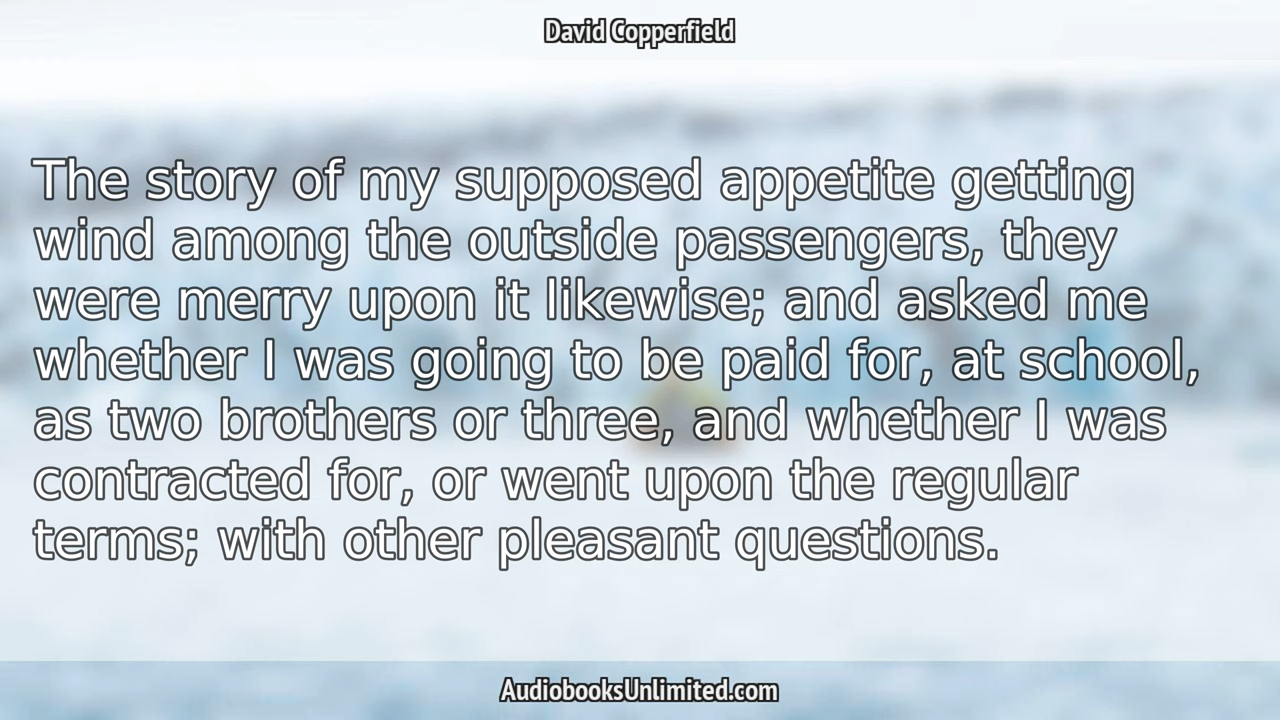 David Copperfield
The story of my supposed appetite getting
wind among the outside passengers, they
were merry upon it likewise; and asked me
whether I was going to be paid for, at school,
as two brothers or three, and whether I was
contracted for, or went upon the regular
terms; with other pleasant questions.
AudiobooksUnlimited.com